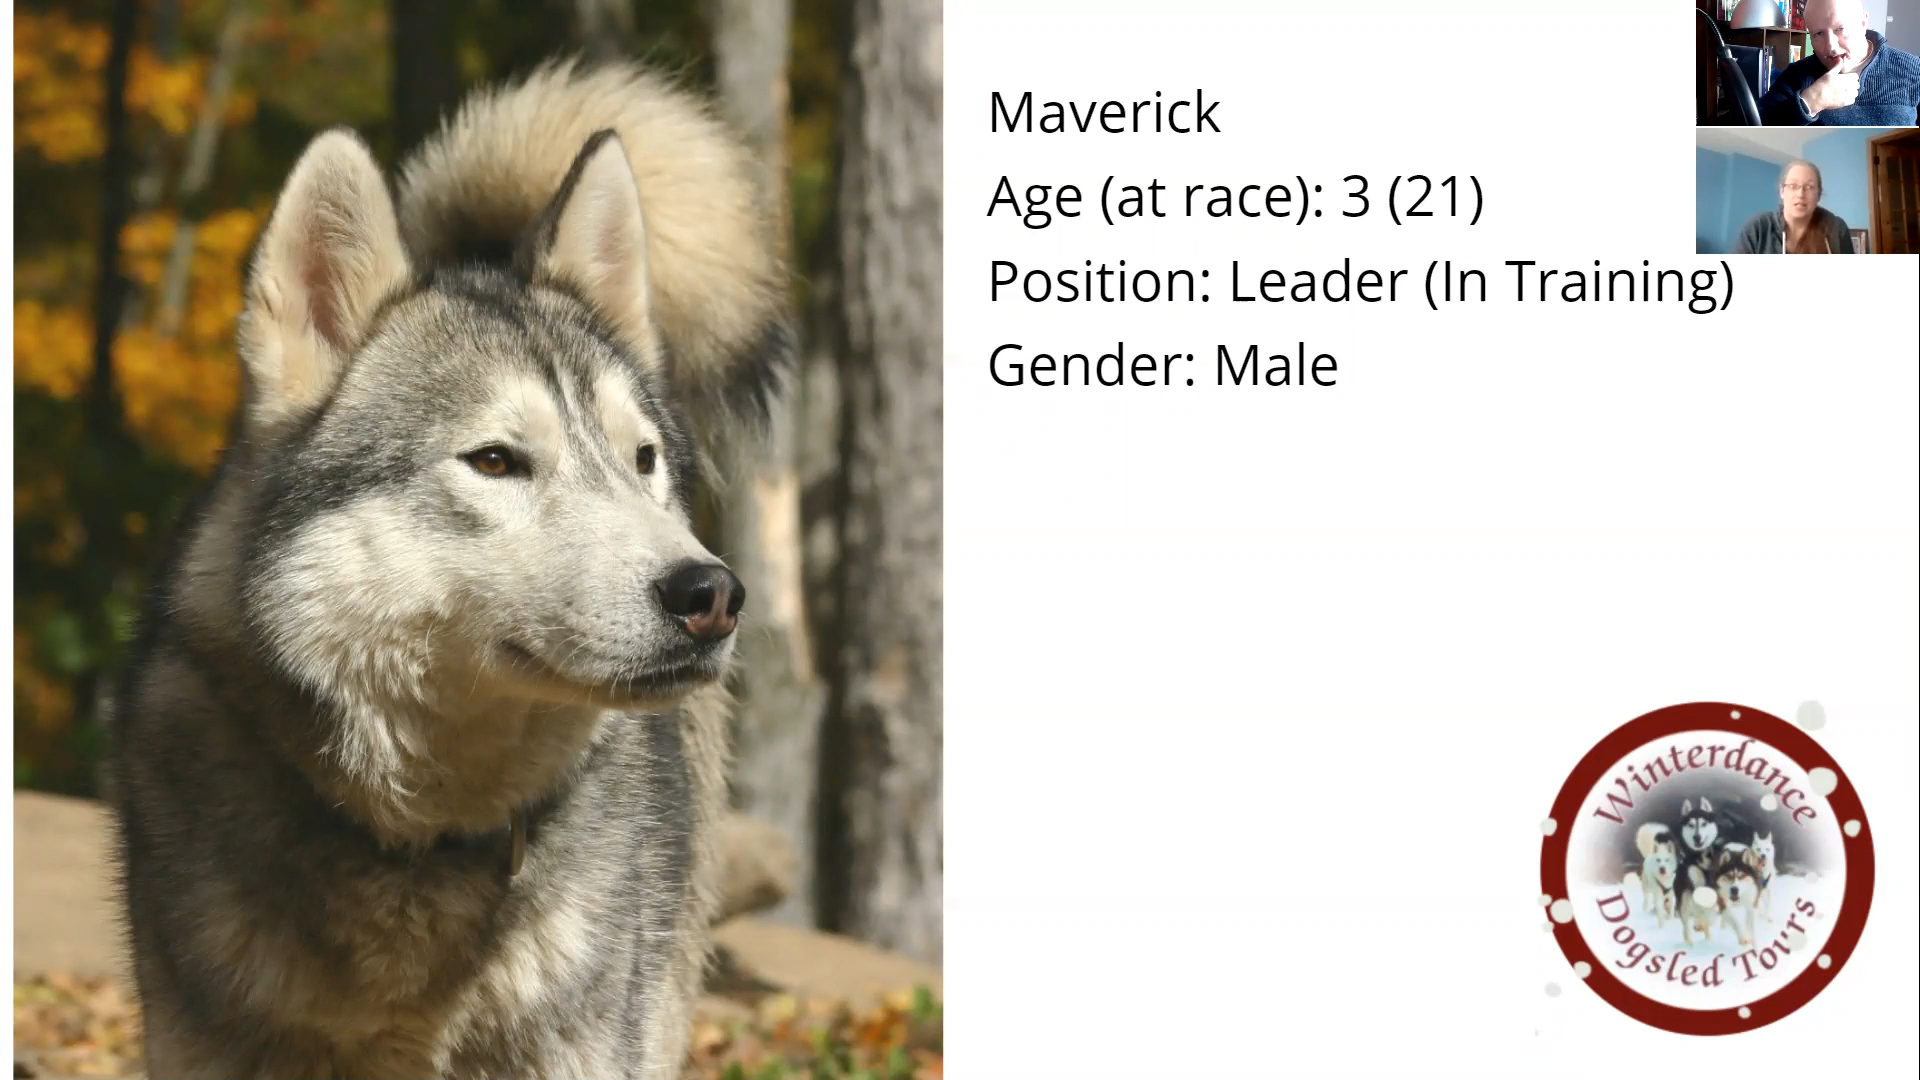 Maverick
Age (at race): 3 (21)
Position: Leader (In Training)
Gender: Male
Winterdance
Dogsled Tours